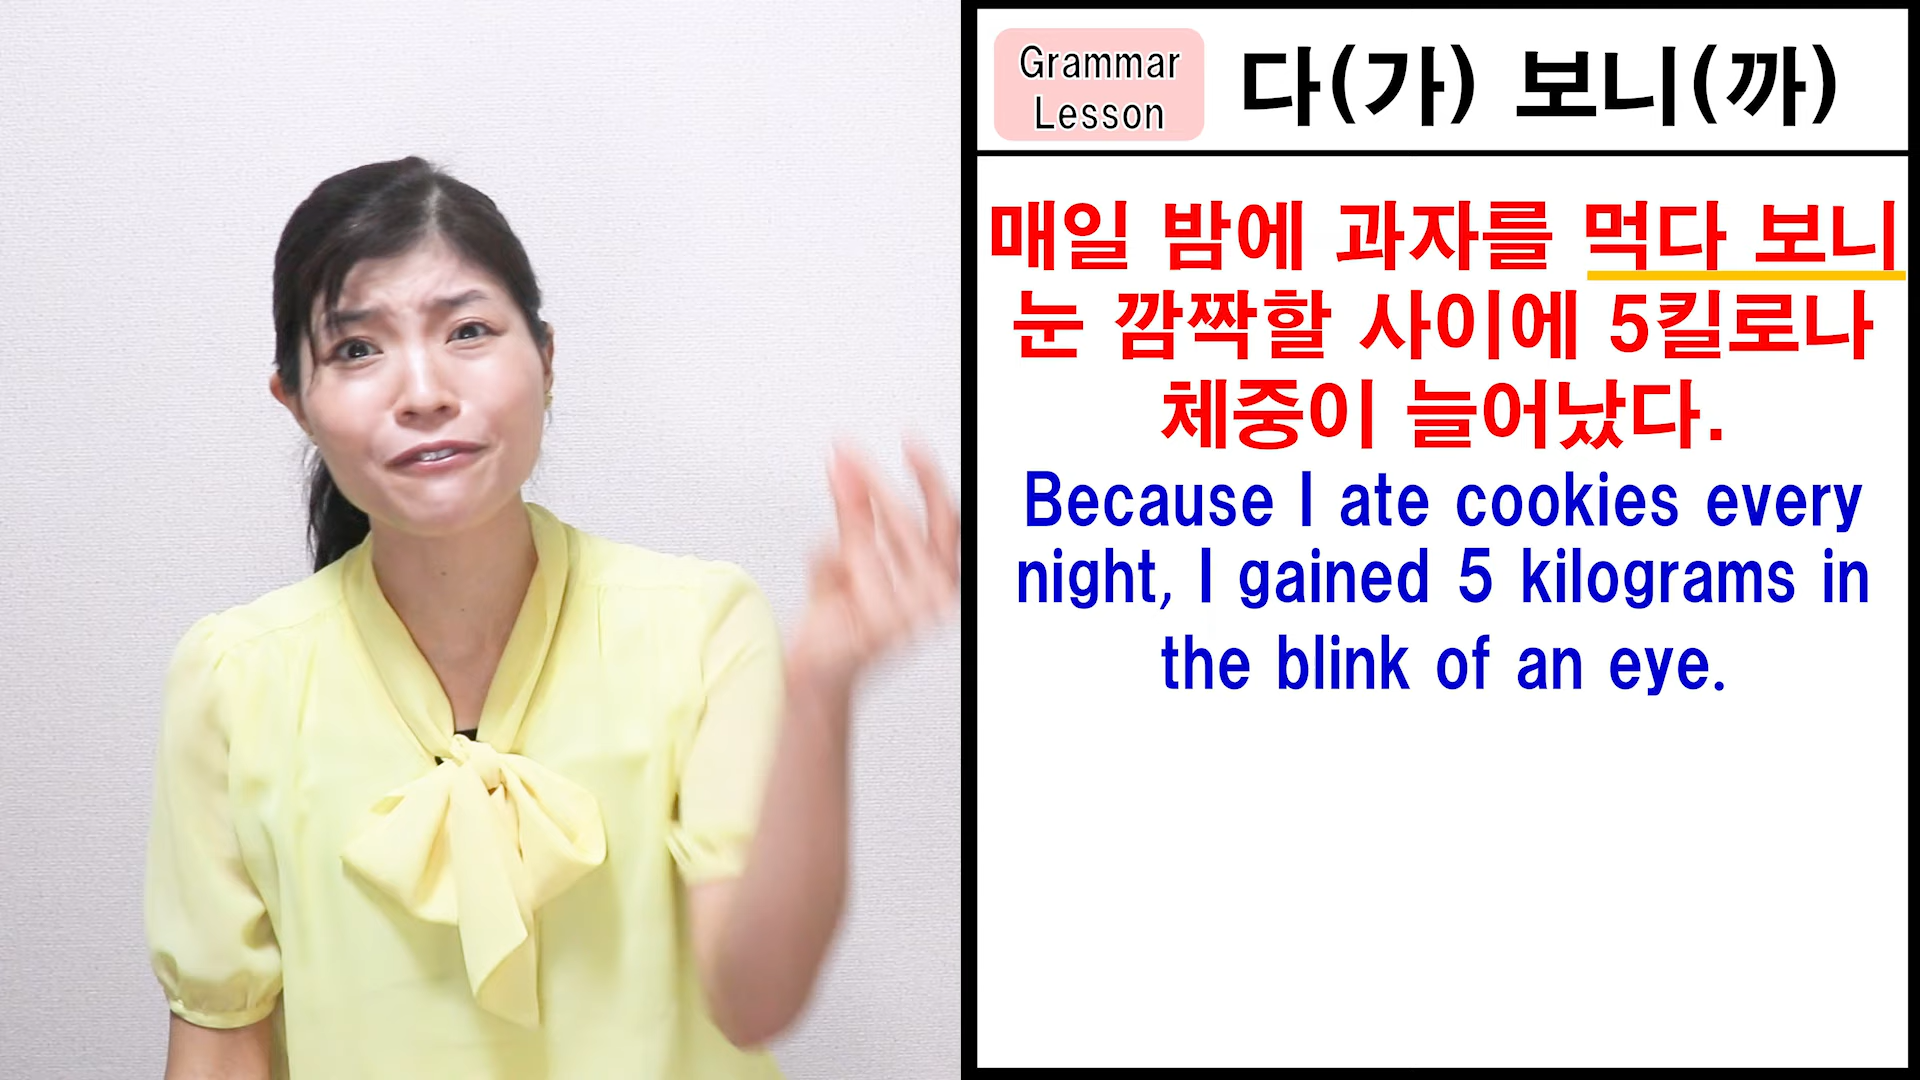 Grammar
Lesson
다(가) 보니(까)
매일 밤에 과자를 먹다 보니
눈 깜짝할 사이에 5킬로나
체중이 늘어났다.
Because I ate cookies every
night, I gained 5 kilograms in
the blink of an eye.